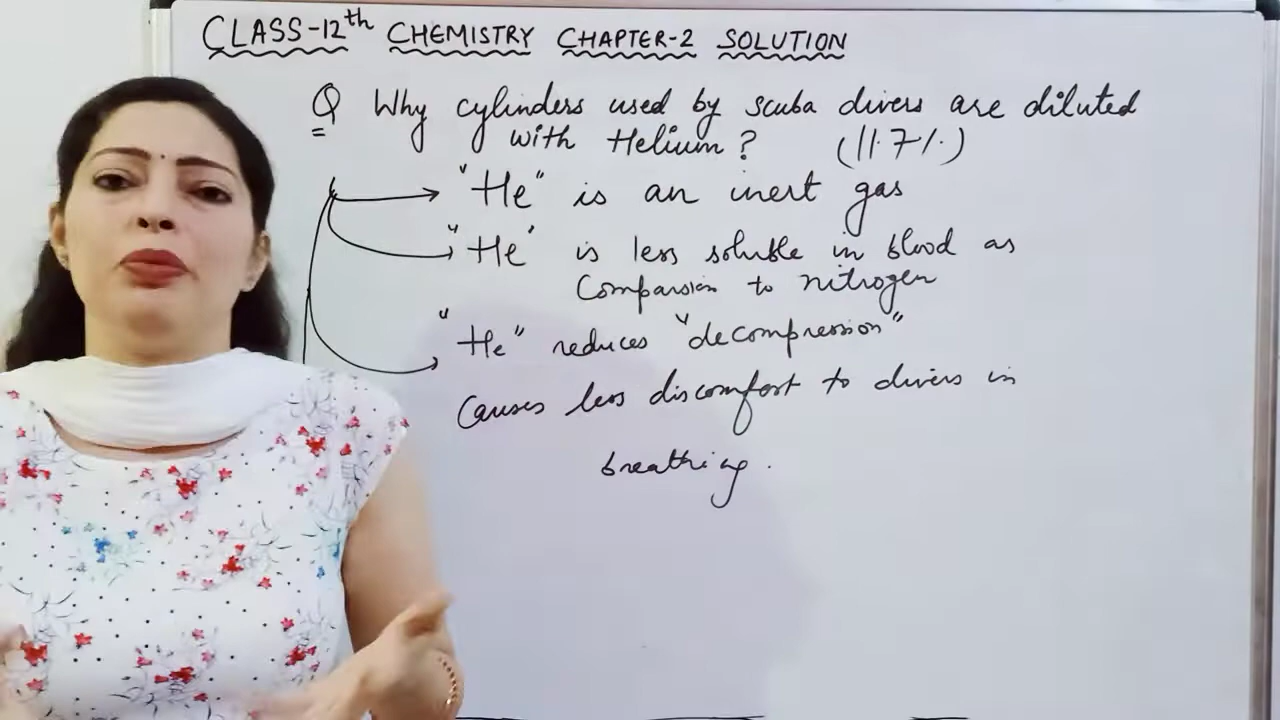 CLASS-12th CHEMISTRY CHAPTER-2 SOLUTION
Q Why cylinders used by scuba divers are diluted
with Helium? (11.7%)
"He" is an inert gas
"He" is less soluble in blood as
Comparsion to nitrogen
"He" reduces "decompression"
Causes less discomfort to divers in
breathing.